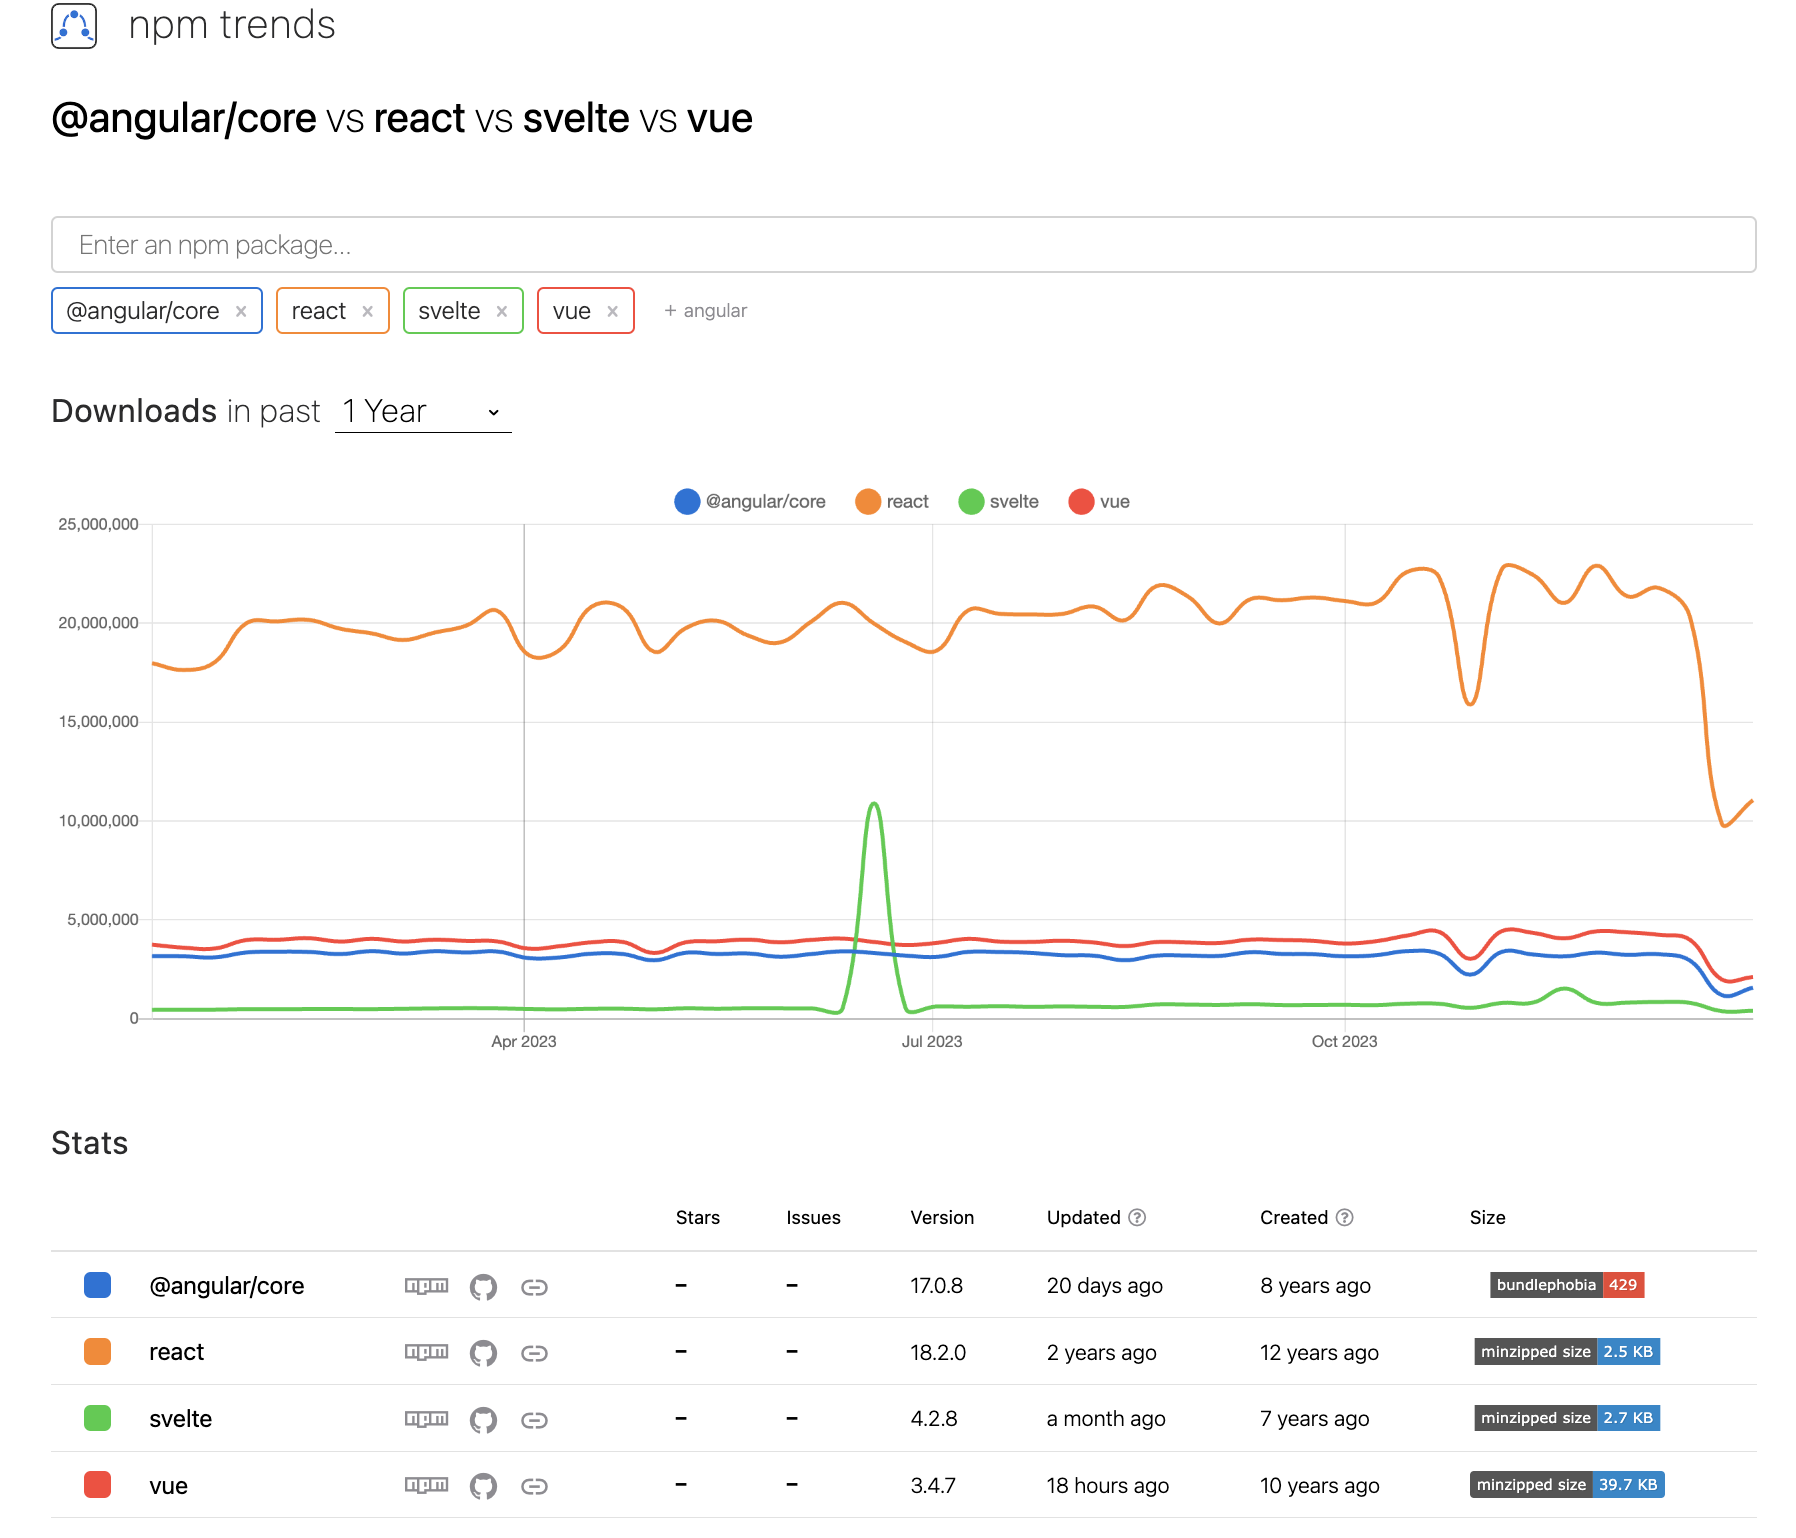 npm trends
@angular/core vs react vs svelte vs vue
Enter an npm package...
@angular/core × react × svelte × vue × + angular
Downloads in past 1 Year
@angular/core react svelte vue
25,000,000
20,000,000
15,000,000
10,000,000
5,000,000
0
Apr 2023 Jul 2023 Oct 2023
Stats
Stars Issues Version Updated ? Created ? Size
@angular/core npm – – 17.0.8 20 days ago 8 years ago bundlephobia 429
react npm – – 18.2.0 2 years ago 12 years ago minzipped size 2.5 KB
svelte npm – – 4.2.8 a month ago 7 years ago minzipped size 2.7 KB
vue npm – – 3.4.7 18 hours ago 10 years ago minzipped size 39.7 KB